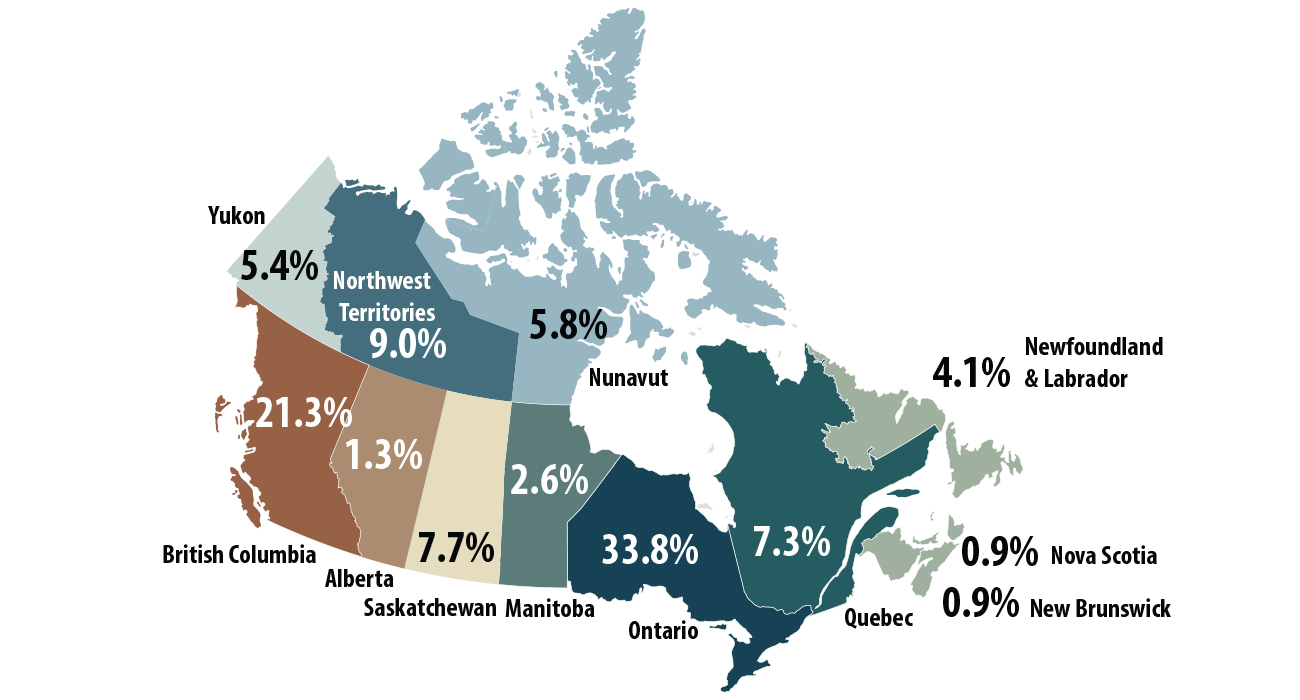 Yukon
5.4%
Northwest
Territories
9.0%
5.8%
Nunavut
4.1%
Newfoundland
& Labrador
21.3%
British Columbia
1.3%
Alberta
7.7%
Saskatchewan
2.6%
Manitoba
33.8%
Ontario
7.3%
Quebec
0.9% Nova Scotia
0.9% New Brunswick